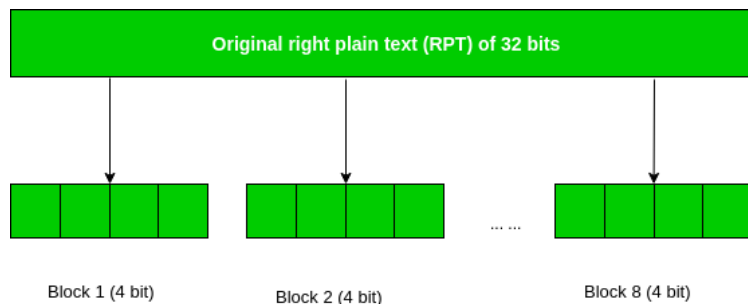 Original right plain text (RPT) of 32 bits
... ...
Block 1 (4 bit)
Block 2 (4 bit)
Block 8 (4 bit)